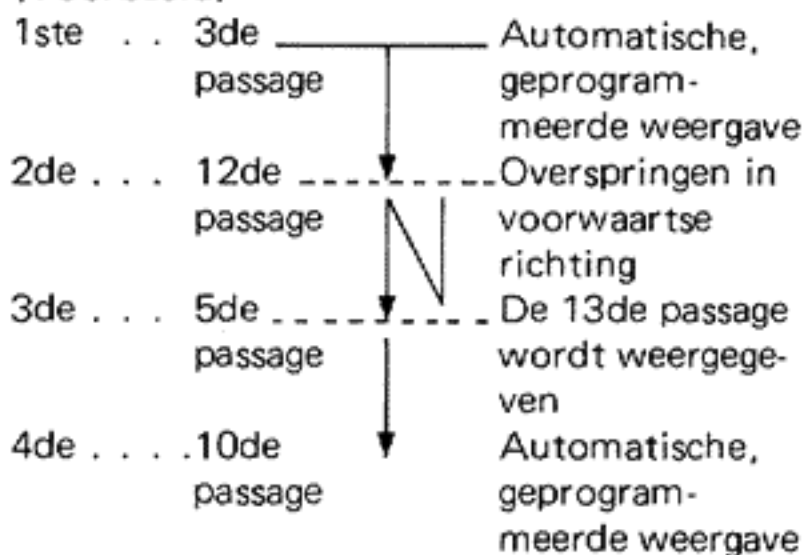 1ste . . 3de Automatische,
passage geprogram-
meerde weergave
2de . . . 12de Overspringen in
passage voorwaartse
richting
3de . . . 5de De 13de passage
passage wordt weergege-
ven
4de . . . . 10de Automatische,
passage geprogram-
meerde weergave